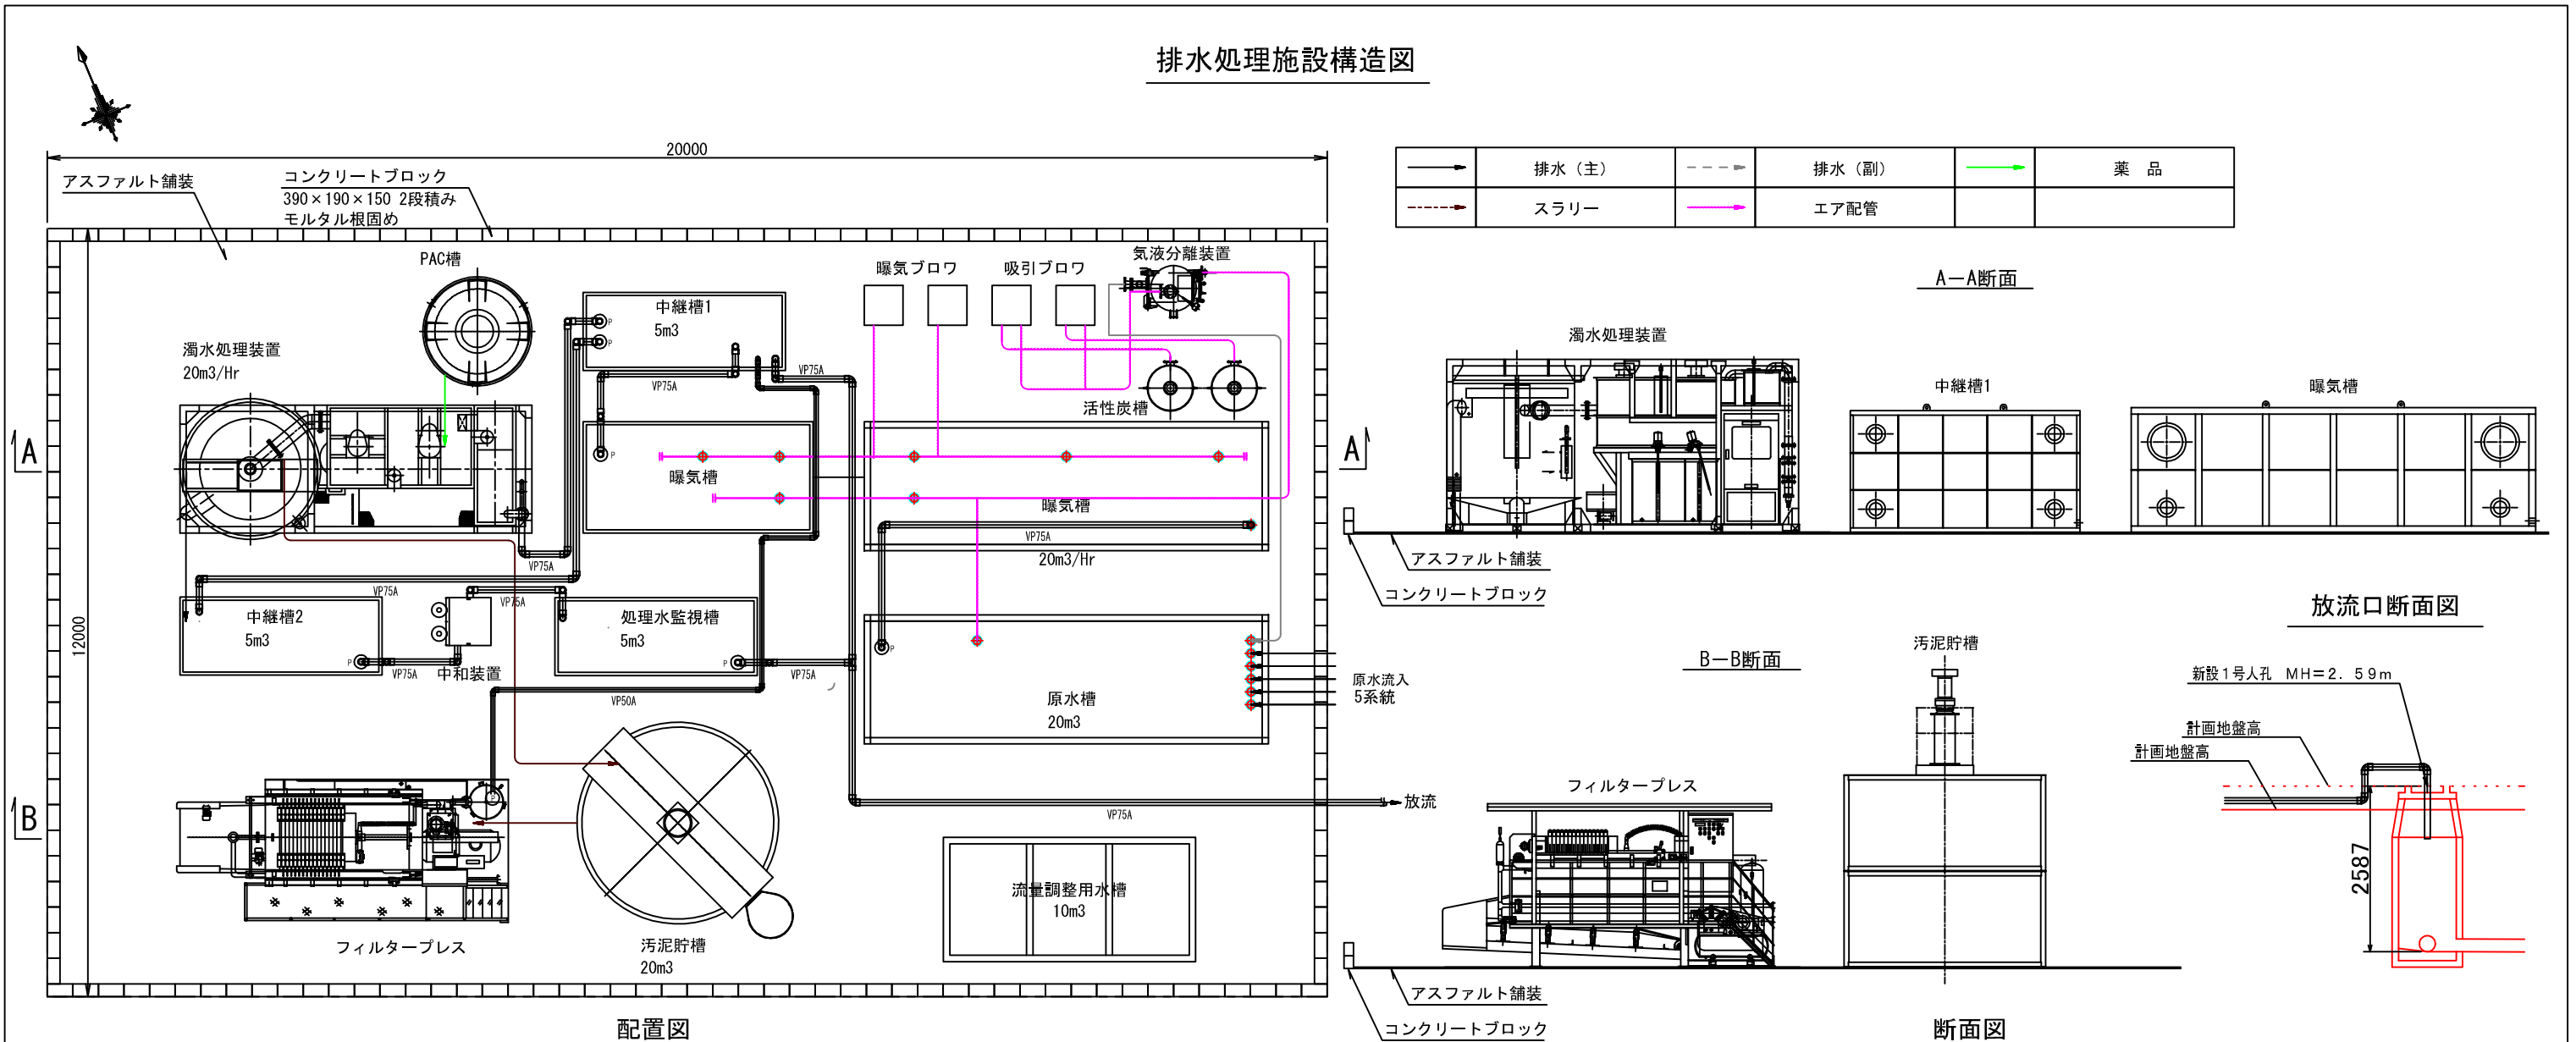 排水処理施設構造図
20000
アスファルト舗装
コンクリートブロック
390×190×150 2段積み
モルタル根固め
排水（主）
排水（副）
薬 品
スラリー
エア配管
PAC槽
濁水処理装置
20m3/Hr
中継槽1
5m3
曝気ブロワ
吸引ブロワ
気液分離装置
活性炭槽
VP75A
VP75A
A
曝気槽
P
P
P
曝気槽
VP75A
20m3/Hr
A
VP75A
VP75A
VP75A
12000
中継槽2
5m3
P
VP75A
中和装置
処理水監視槽
5m3
P
VP75A
VP50A
P
原水槽
20m3
原水流入
5系統
B
フィルタープレス
汚泥貯槽
20m3
放流
VP75A
流量調整用水槽
10m3
配置図
A－A断面
濁水処理装置
中継槽1
曝気槽
アスファルト舗装
コンクリートブロック
B－B断面
汚泥貯槽
フィルタープレス
アスファルト舗装
コンクリートブロック
断面図
放流口断面図
新設1号人孔 MH＝2．59m
計画地盤高
計画地盤高
2587